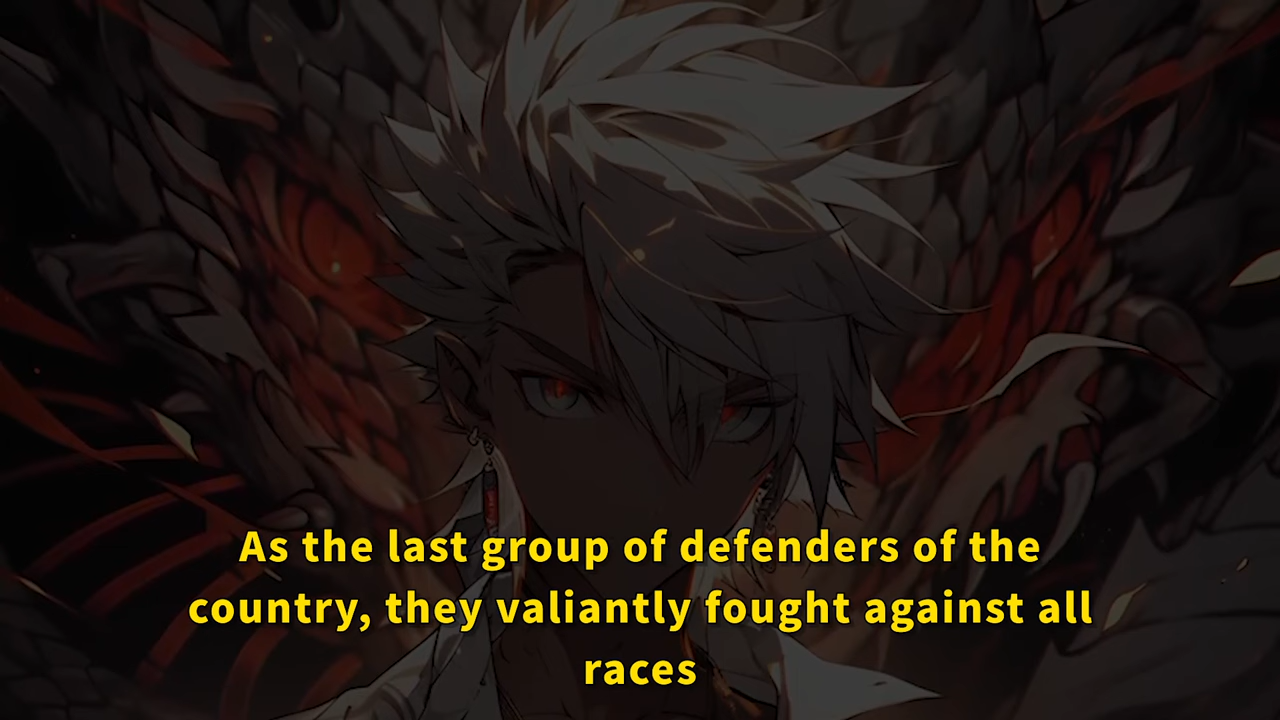 As the last group of defenders of the
country, they valiantly fought against all
races